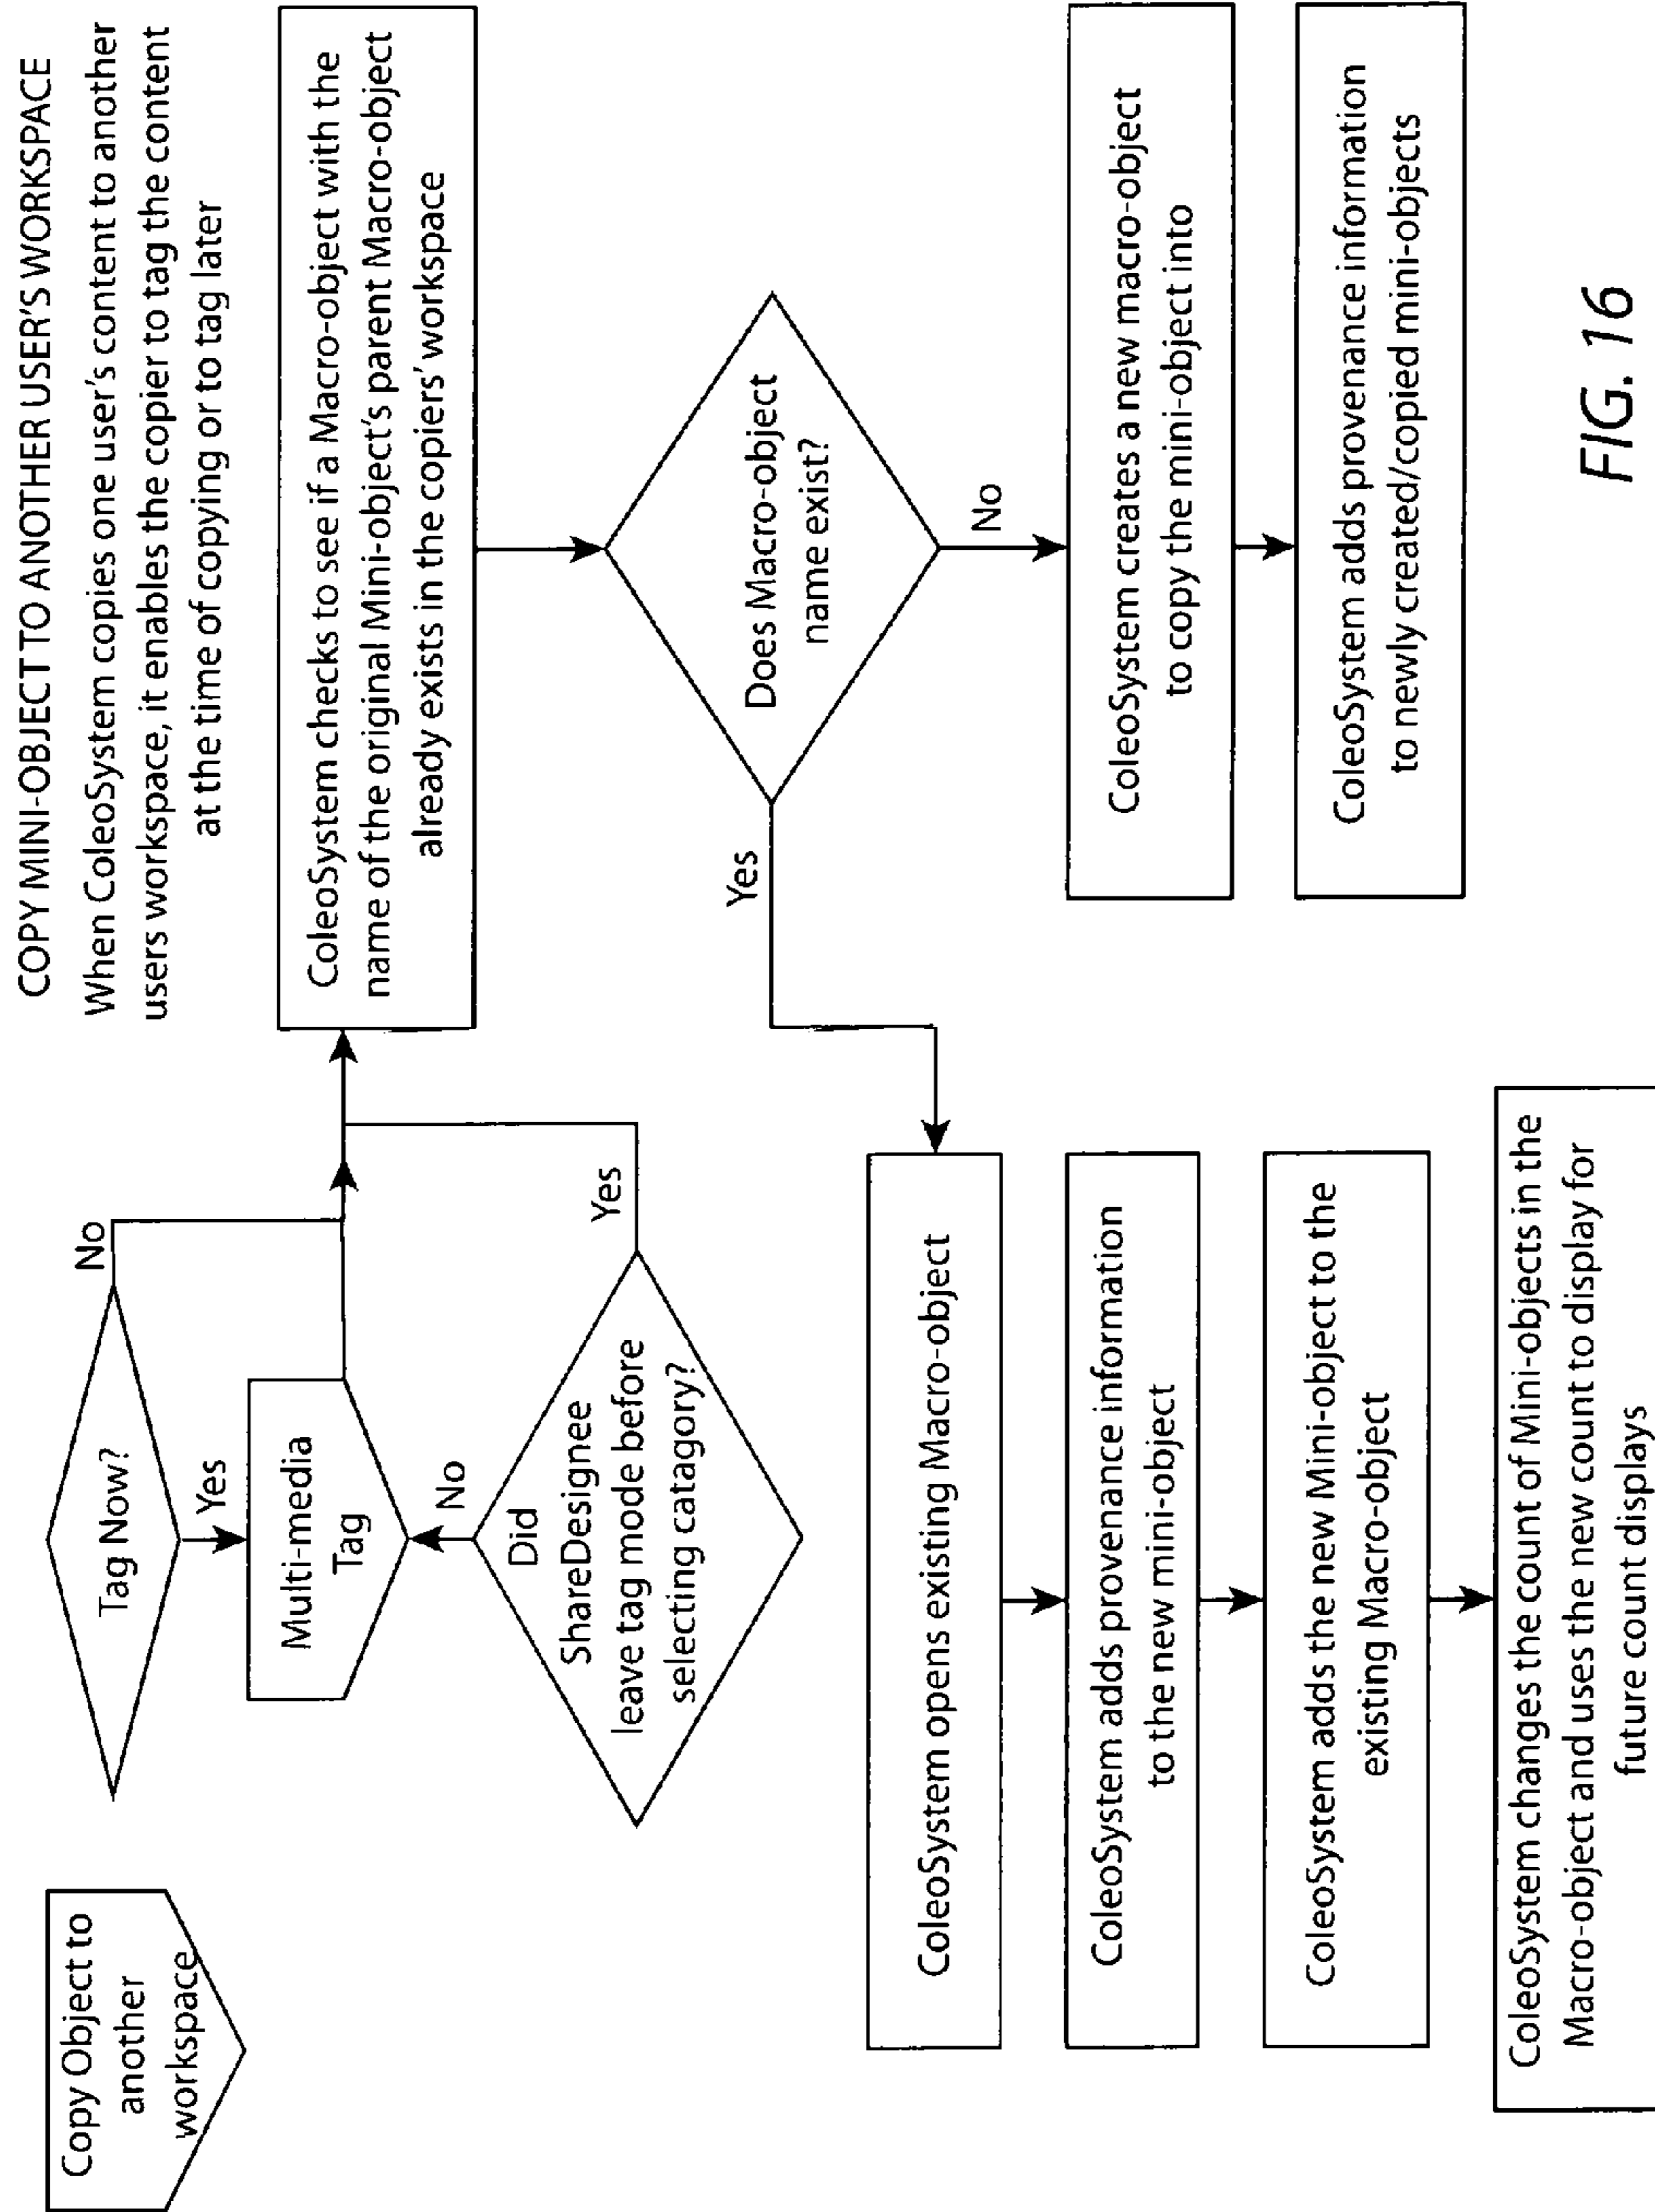 COPY MINI-OBJECT TO ANOTHER USER'S WORKSPACE
When ColeoSystem copies one user's content to another
users workspace, it enables the copier to tag the content
at the time of copying or to tag later
Copy Object to
another
workspace
Tag Now?
No
Yes
Multi-media
Tag
No
Did
ShareDesignee
leave tag mode before
selecting catagory?
Yes
ColeoSystem checks to see if a Macro-object with the
name of the original Mini-object's parent Macro-object
already exists in the copiers' workspace
Does Macro-object
name exist?
Yes
No
ColeoSystem opens existing Macro-object
ColeoSystem adds provenance information
to the new mini-object
ColeoSystem adds the new Mini-object to the
existing Macro-object
ColeoSystem changes the count of Mini-objects in the
Macro-object and uses the new count to display for
future count displays
ColeoSystem creates a new macro-object
to copy the mini-object into
ColeoSystem adds provenance information
to newly created/copied mini-objects
FIG. 16